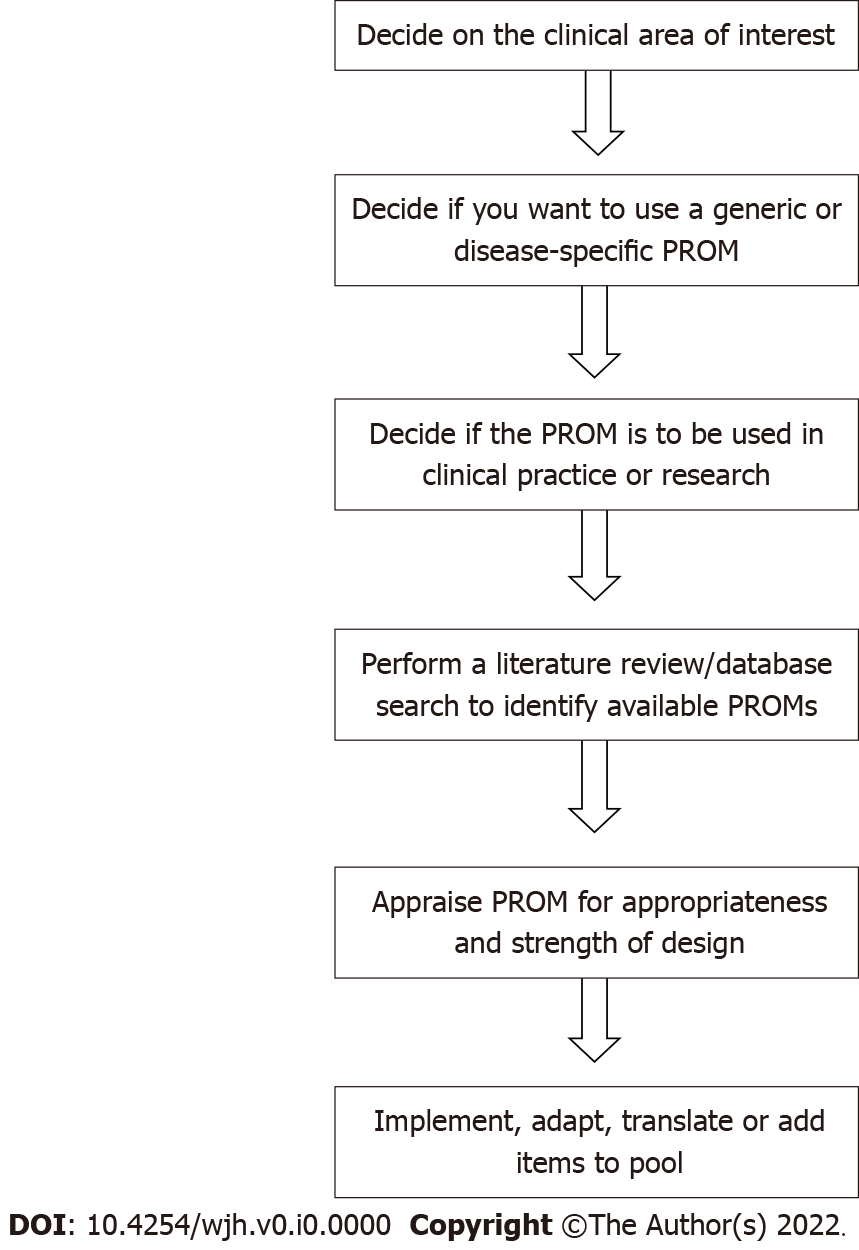 Decide on the clinical area of interest
Decide if you want to use a generic or
disease-specific PROM
Decide if the PROM is to be used in
clinical practice or research
Perform a literature review/database
search to identify available PROMs
Appraise PROM for appropriateness
and strength of design
Implement, adapt, translate or add
items to pool
DOI: 10.4254/wjh.v0.i0.0000 Copyright ©The Author(s) 2022.